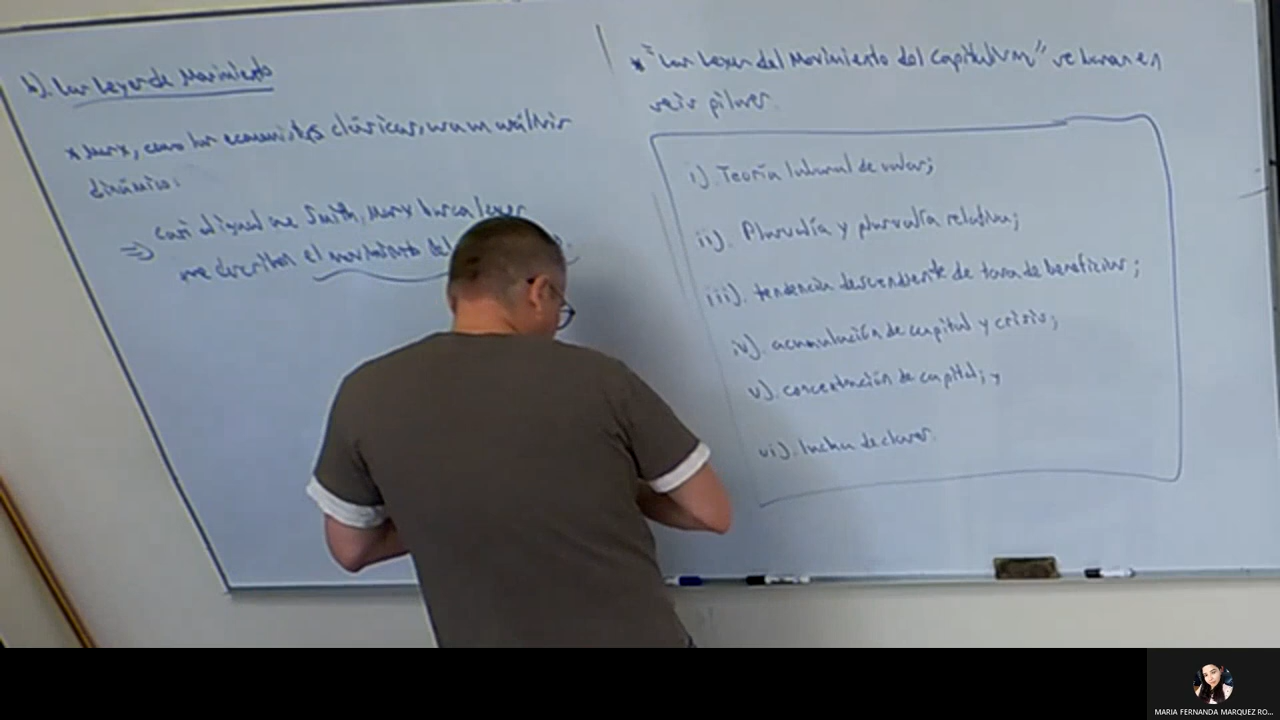 b). Las Leyes de Movimiento
* Marx, como los economistas clásicos, usa un análisis
dinámico:
⇒ casi al igual que Smith, Marx busca leyes
que describen el movimiento del
* "Las Leyes del Movimiento del Capitalism" se basan en
seis pilares.
i). Teoría laboral de valor;
ii). Plusvalía y plusvalía relativa;
iii). tendencia descendiente de tasa de beneficios;
iv). acumulación de capital y crisis;
v). concentración de capital; y
vi). lucha de clases.
MARIA FERNANDA MARQUEZ RO...